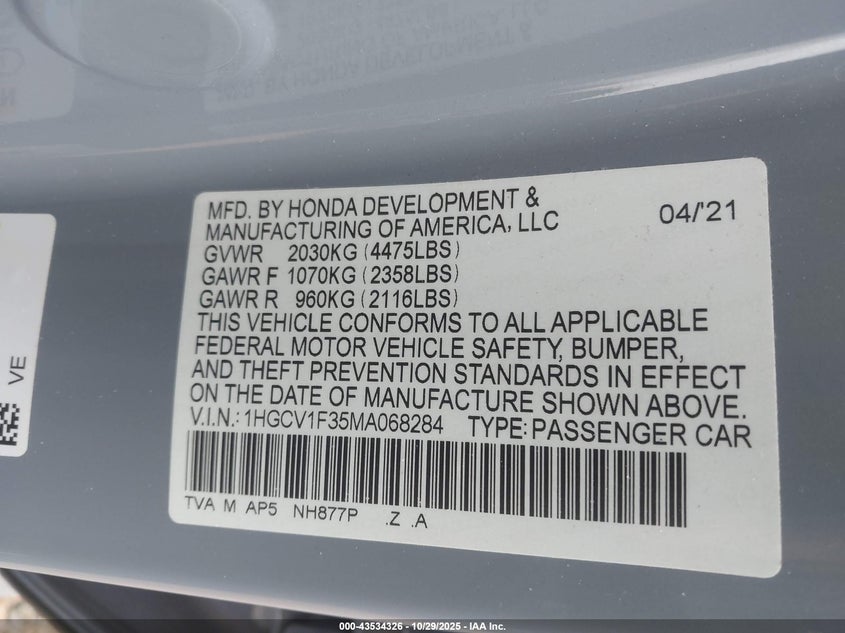 MFD. BY HONDA DEVELOPMENT & 04/'21
MANUFACTURING OF AMERICA, LLC
GVWR 2030KG (4475LBS)
GAWR F 1070KG (2358LBS)
GAWR R 960KG (2116LBS)
THIS VEHICLE CONFORMS TO ALL APPLICABLE
FEDERAL MOTOR VEHICLE SAFETY, BUMPER,
AND THEFT PREVENTION STANDARDS IN EFFECT
ON THE DATE OF MANUFACTURE SHOWN ABOVE.
V.I.N.: 1HGCV1F35MA068284 TYPE: PASSENGER CAR
TVA M AP5 NH877P .Z .A
VE
000-43534326 - 10/29/2025 - IAA Inc.